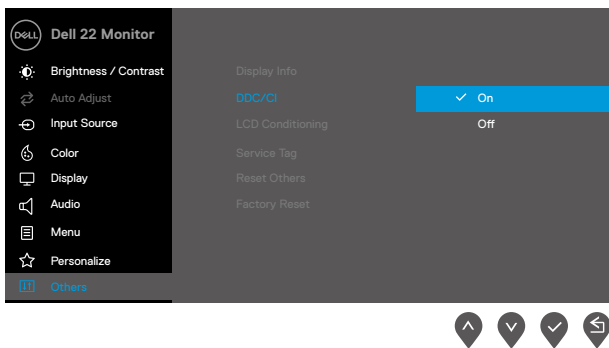 DELL
Dell 22 Monitor
Brightness / Contrast
Auto Adjust
Input Source
Color
Display
Audio
Menu
Personalize
Others
Display Info
DDC/CI
LCD Conditioning
Service Tag
Reset Others
Factory Reset
On
Off